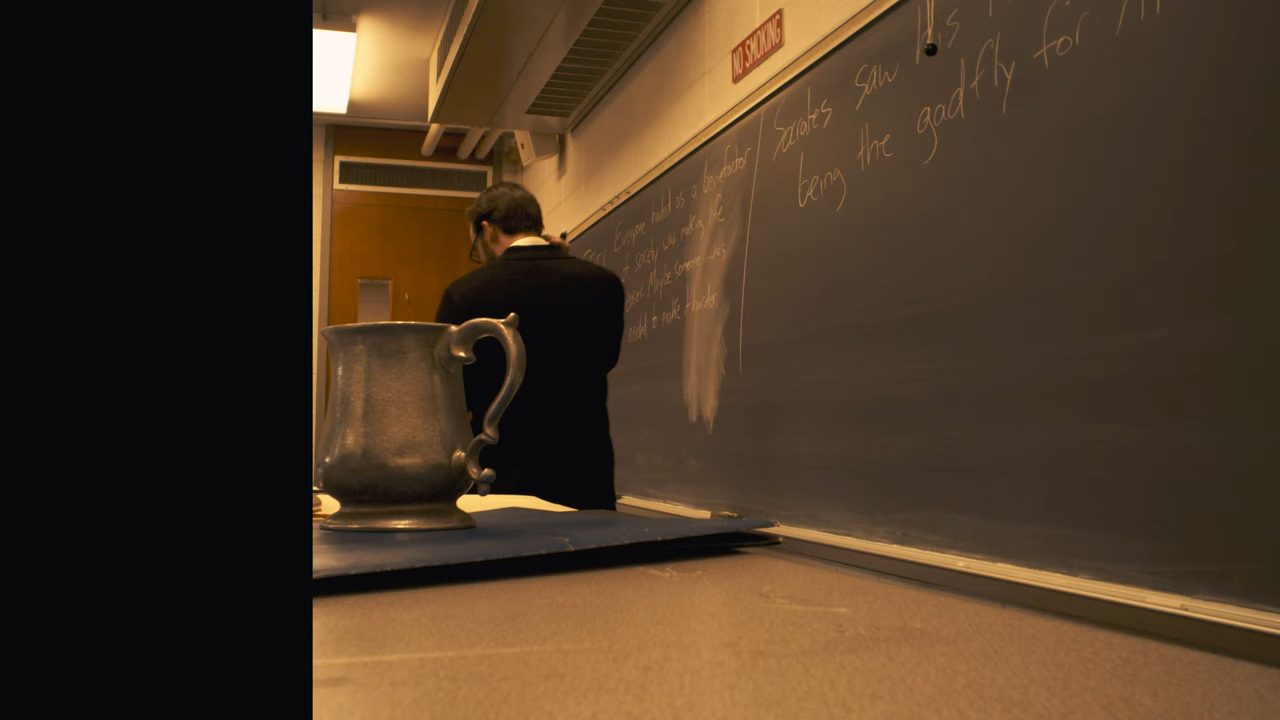 NO SMOKING
Everyone hailed as a benefactor
of society was making life
easier. Maybe someone was
needed to make it harder.
Socrates saw his
being the gadfly for